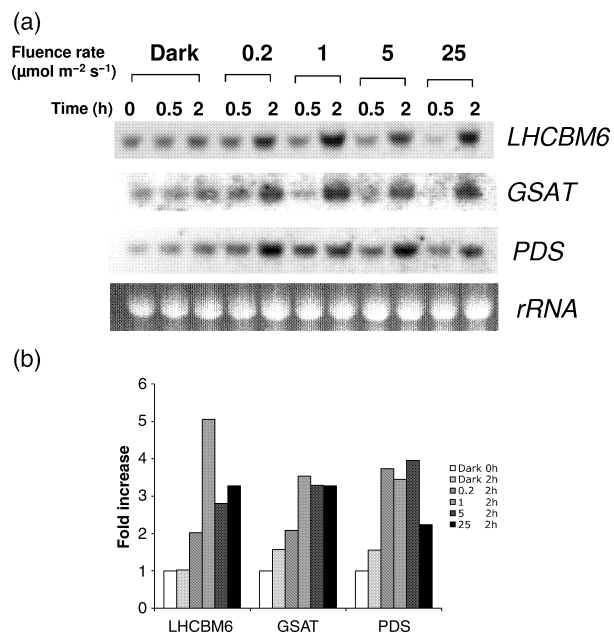 (a)
Fluence rate
(µmol m⁻² s⁻¹)
Dark 0.2 1 5 25
Time (h) 0 0.5 2 0.5 2 0.5 2 0.5 2 0.5 2
LHCBM6
GSAT
PDS
rRNA
(b)
Fold increase
6
5
4
3
2
1
0
Dark 0h
Dark 2h
0.2 2h
1 2h
5 2h
25 2h
LHCBM6 GSAT PDS